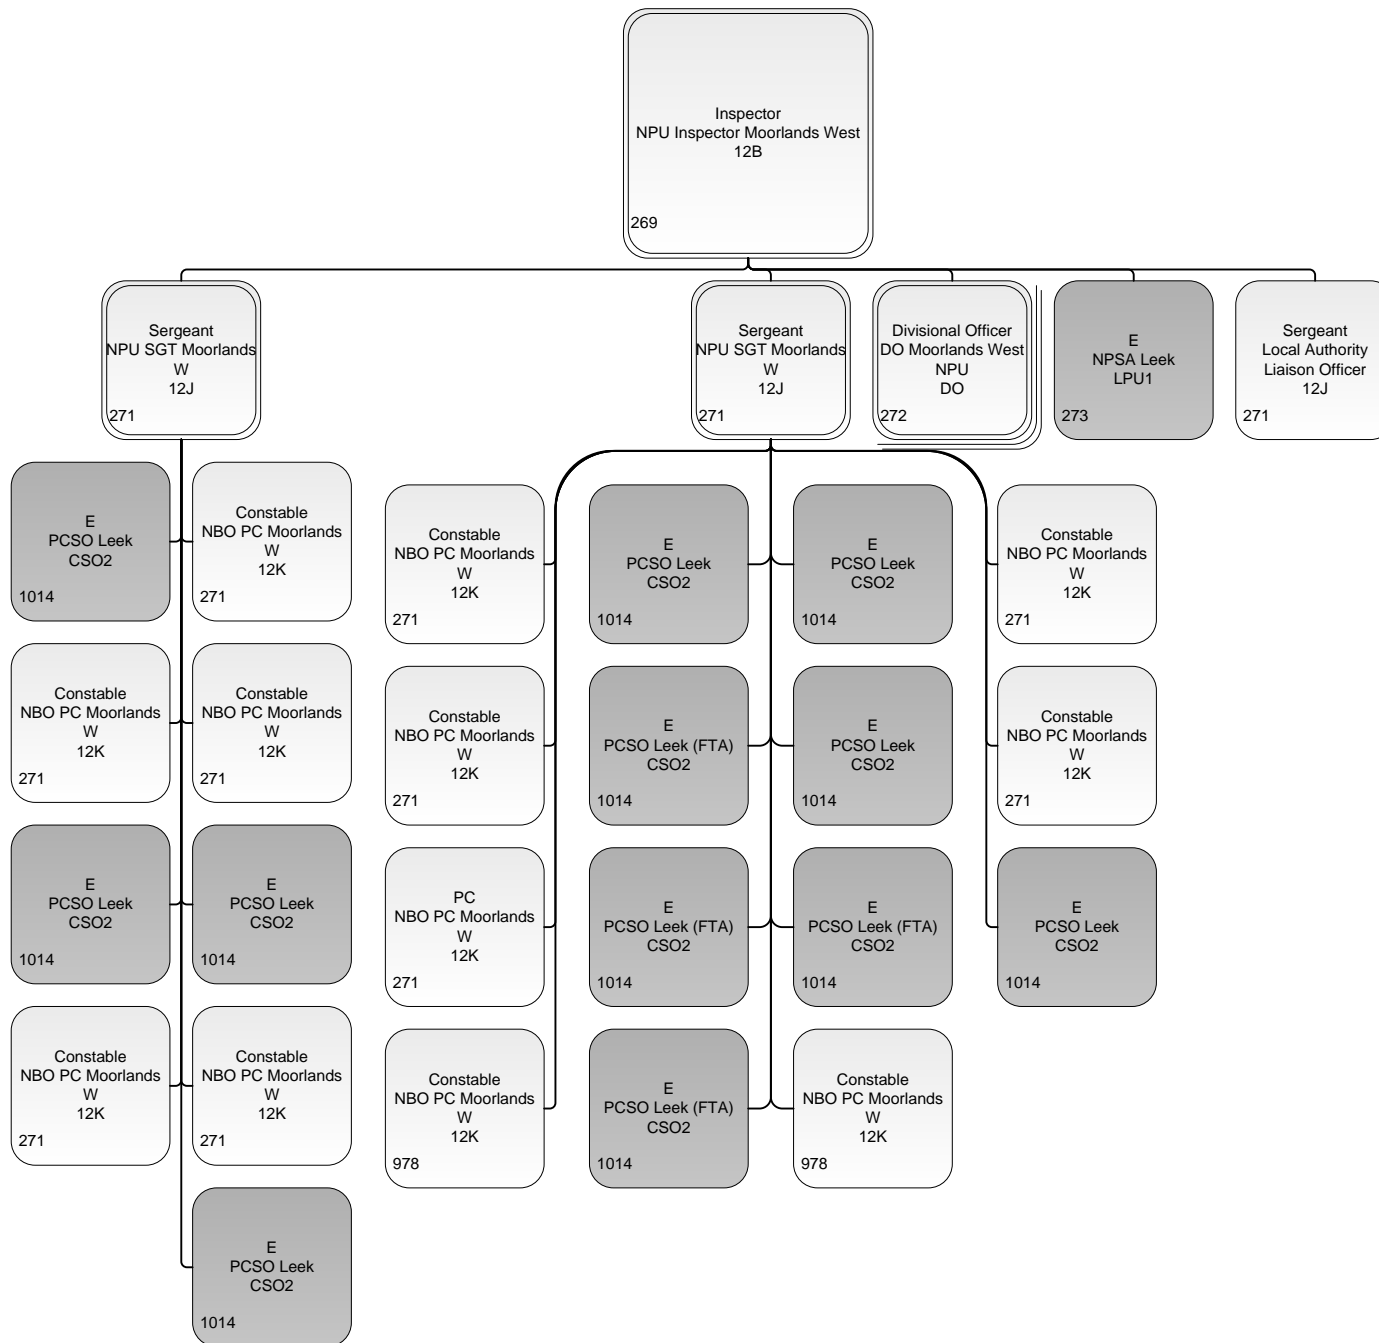 Inspector
NPU Inspector Moorlands West
12B
269
Sergeant
NPU SGT Moorlands
W
12J
271
Sergeant
NPU SGT Moorlands
W
12J
271
Divisional Officer
DO Moorlands West
NPU
DO
272
E
NPSA Leek
LPU1
273
Sergeant
Local Authority
Liaison Officer
12J
271
E
PCSO Leek
CSO2
1014
Constable
NBO PC Moorlands
W
12K
271
Constable
NBO PC Moorlands
W
12K
271
Constable
NBO PC Moorlands
W
12K
271
E
PCSO Leek
CSO2
1014
E
PCSO Leek
CSO2
1014
Constable
NBO PC Moorlands
W
12K
271
Constable
NBO PC Moorlands
W
12K
271
E
PCSO Leek
CSO2
1014
Constable
NBO PC Moorlands
W
12K
271
E
PCSO Leek
CSO2
1014
E
PCSO Leek
CSO2
1014
Constable
NBO PC Moorlands
W
12K
271
Constable
NBO PC Moorlands
W
12K
271
E
PCSO Leek (FTA)
CSO2
1014
E
PCSO Leek
CSO2
1014
Constable
NBO PC Moorlands
W
12K
271
PC
NBO PC Moorlands
W
12K
271
E
PCSO Leek (FTA)
CSO2
1014
E
PCSO Leek (FTA)
CSO2
1014
E
PCSO Leek
CSO2
1014
Constable
NBO PC Moorlands
W
12K
978
E
PCSO Leek (FTA)
CSO2
1014
Constable
NBO PC Moorlands
W
12K
978